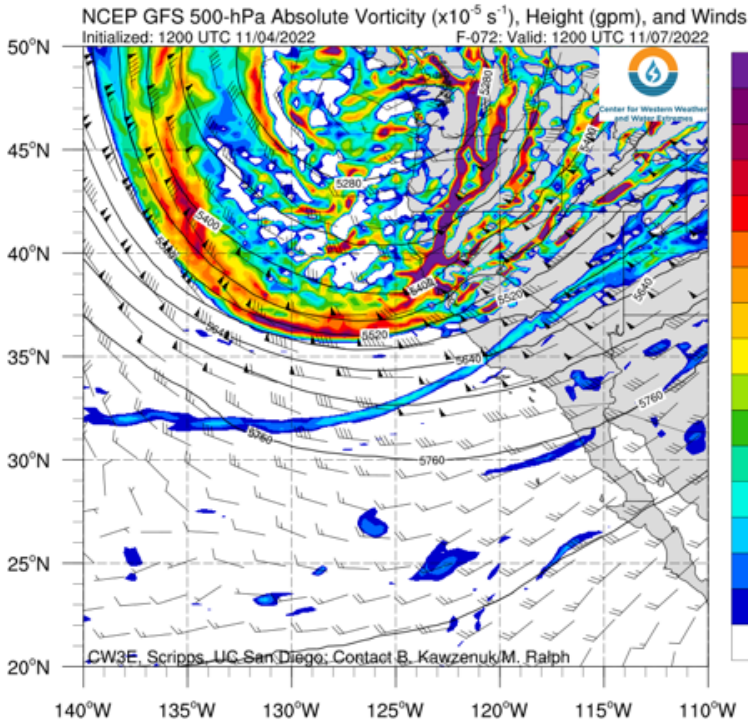 NCEP GFS 500-hPa Absolute Vorticity (x10⁻⁵ s⁻¹), Height (gpm), and Winds
Initialized: 1200 UTC 11/04/2022 F-072: Valid: 1200 UTC 11/07/2022
Center for Western Weather
and Water Extremes
50°N
45°N
40°N
35°N
30°N
25°N
20°N
5280
5400
5280
5400
5400
5520
5640
5520
5640
5760
5760
5760
CW3E, Scripps, UC San Diego; Contact B. Kawzenuk/M. Ralph
140°W 135°W 130°W 125°W 120°W 115°W 110°W